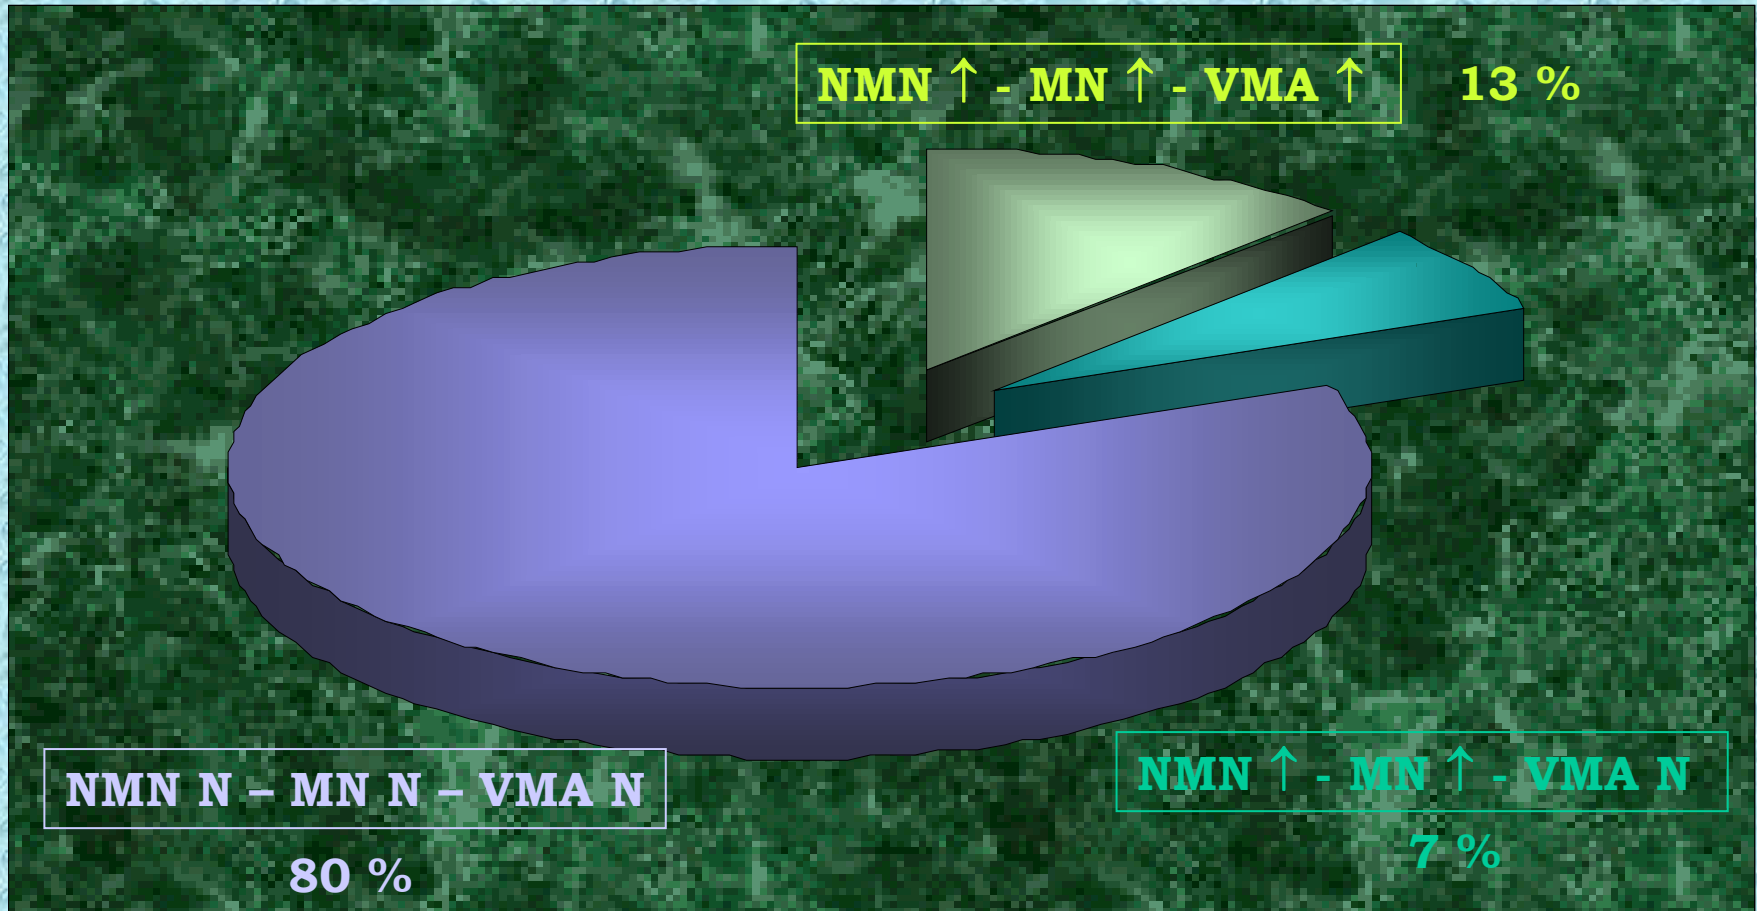 NMN ↑ - MN ↑ - VMA ↑ 13 %
NMN N – MN N – VMA N
80 %
NMN ↑ - MN ↑ - VMA N
7 %